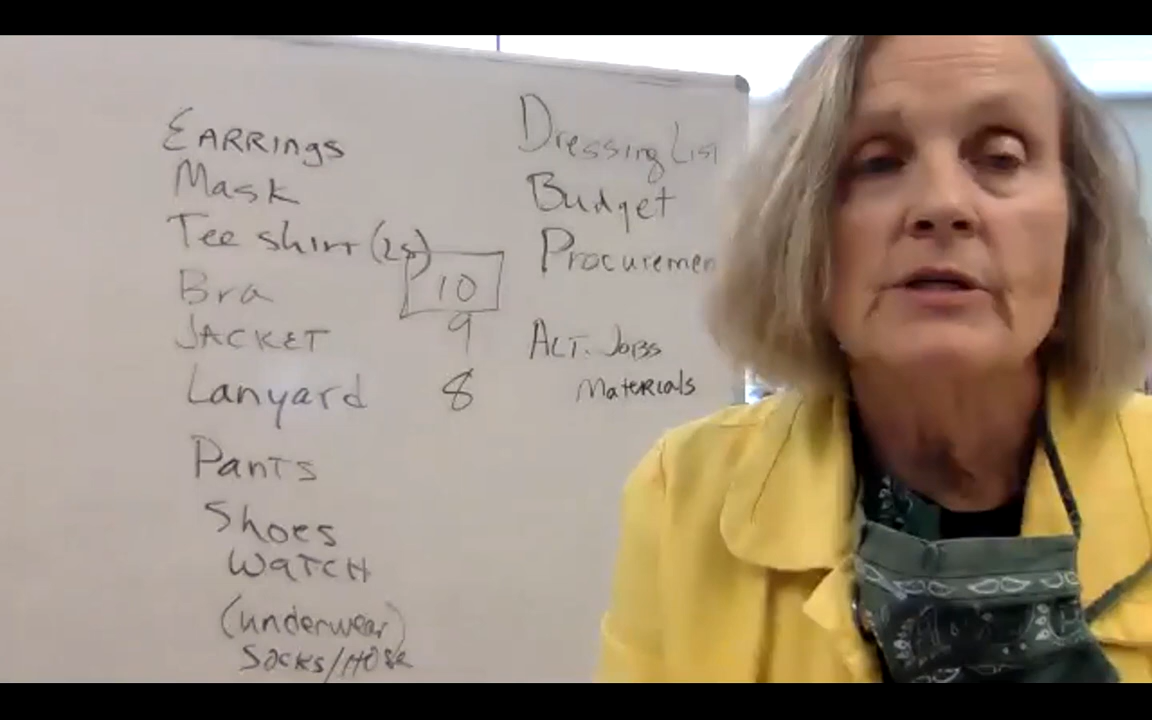 EARRINGS
Mask
Tee shirt (2s)
Bra
JACKET
Lanyard
Pants
Shoes
WATCH
(underwear)
SOCKS/HOSE
10
9
8
Dressing List
Budget
Procuremen
ALT. JOBS
MATERIALS